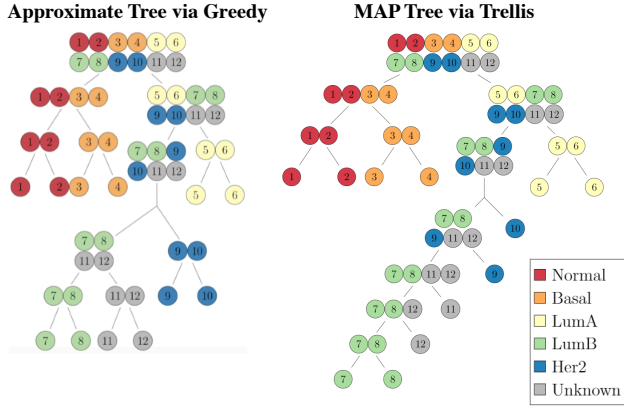 Approximate Tree via Greedy
1 2 3 4 5 6
7 8 9 10 11 12
1 2 3 4
5 6 7 8
9 10 11 12
1 2
3 4
7 8 9
10 11 12
5 6
1 2 3 4
5 6
7 8
11 12
9 10
7 8
11 12
9 10
7 8 11 12
MAP Tree via Trellis
1 2 3 4 5 6
7 8 9 10 11 12
1 2 3 4
5 6 7 8
9 10 11 12
1 2
3 4
7 8 9
10 11 12
5 6
1 2 3 4
5 6
7 8
9 11 12
10
7 8 11 12
9
7 8 12
11
7 8
12
7 8
Normal
Basal
LumA
LumB
Her2
Unknown